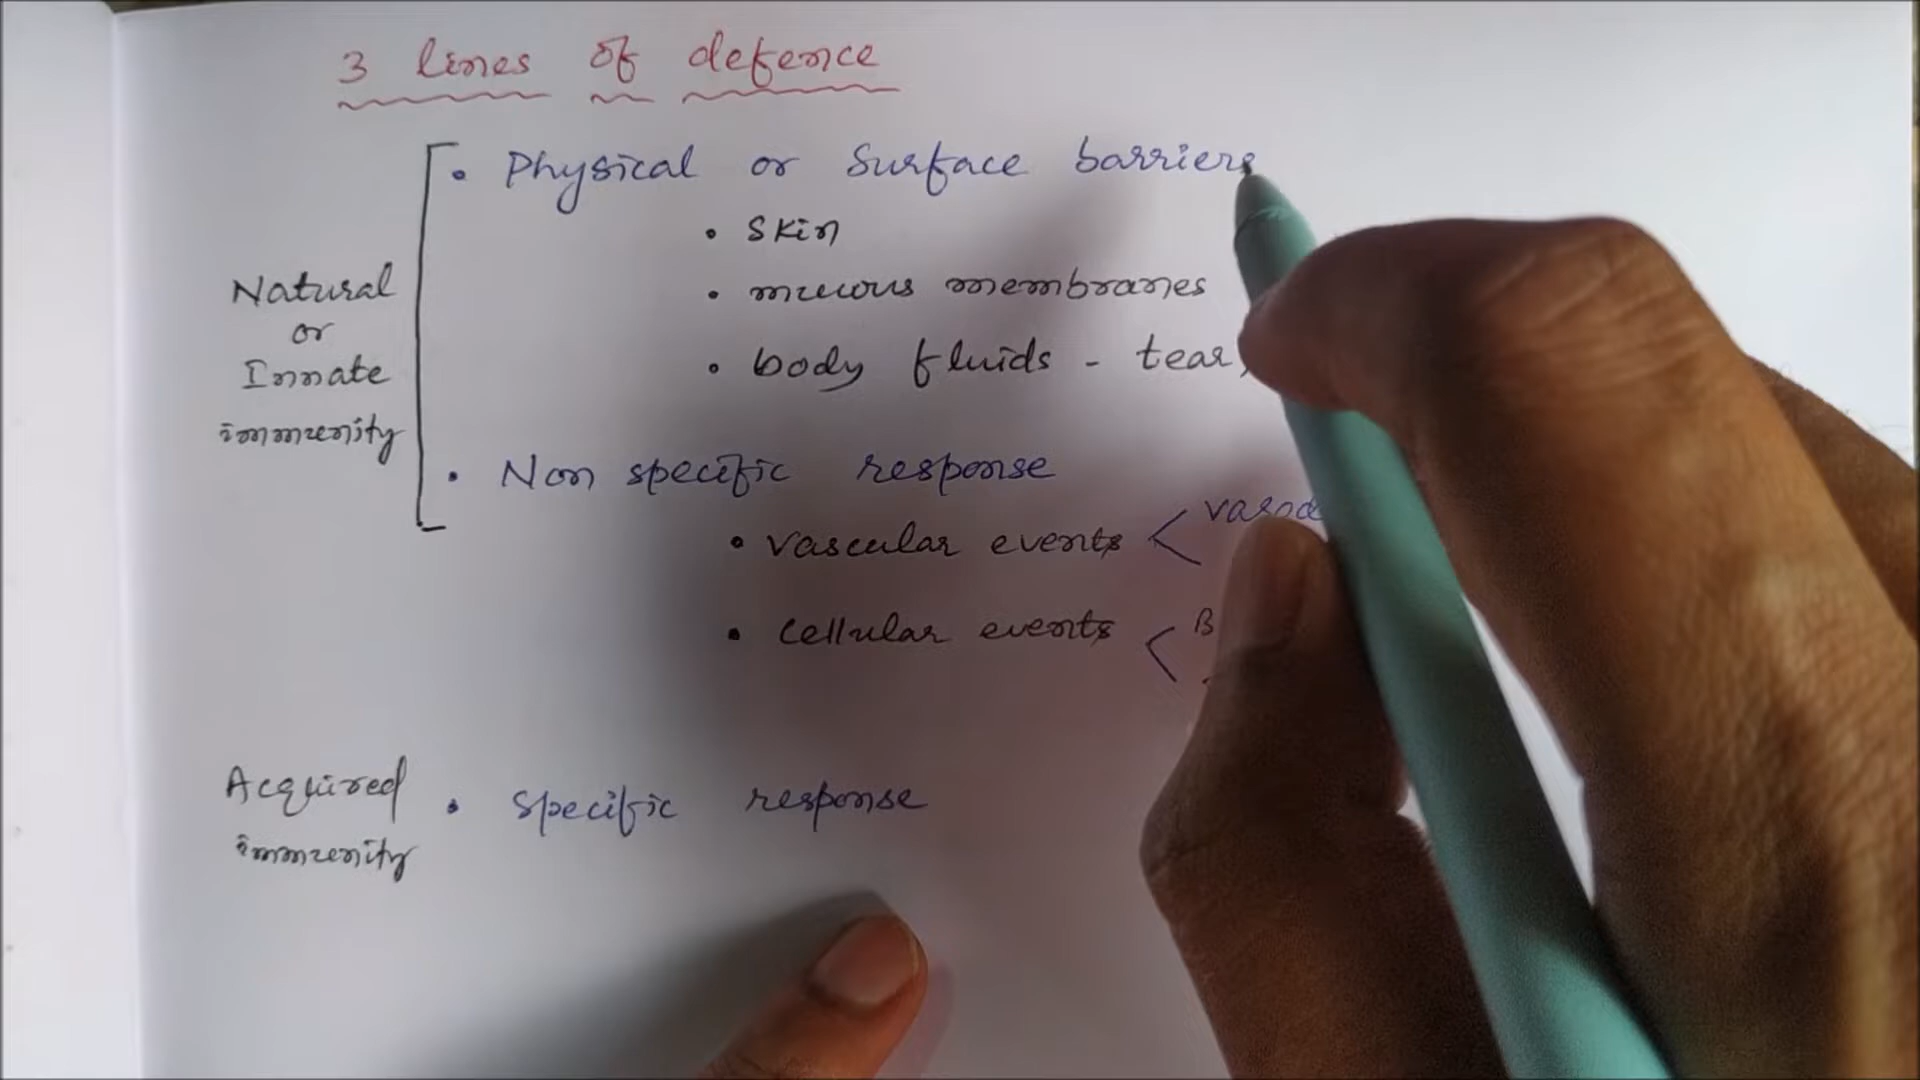 3 lines of defence
• Physical or Surface barriers
• Skin
• mucous membranes
• body fluids - tear,
Natural
or
Innate
immunity
• Non specific response
• vascular events <
• cellular events < B
Acquired
immunity
• Specific response